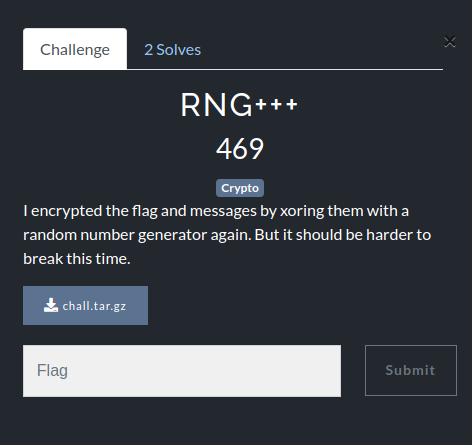 Challenge
2 Solves
×
RNG+++
469
Crypto
I encrypted the flag and messages by xoring them with a
random number generator again. But it should be harder to
break this time.
chall.tar.gz
Flag
Submit